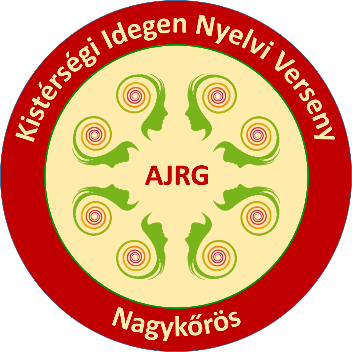 Kistérségi Idegen Nyelvi Verseny
AJRG
Nagykőrös